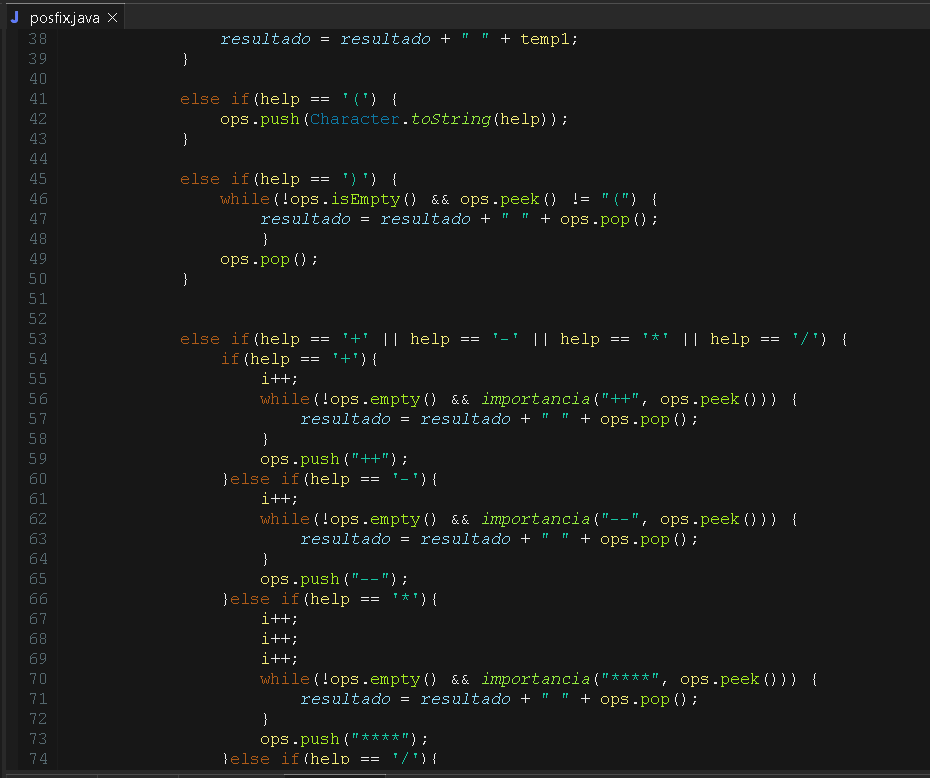 posfix.java
38 resultado = resultado + " " + temp1;
39 }
40
41 else if(help == '(') {
42 ops.push(Character.toString(help));
43 }
44
45 else if(help == ')') {
46 while(!ops.isEmpty() && ops.peek() != "(") {
47 resultado = resultado + " " + ops.pop();
48 }
49 ops.pop();
50 }
51
52
53 else if(help == '+' || help == '-' || help == '*' || help == '/') {
54 if(help == '+'){
55 i++;
56 while(!ops.empty() && importancia("++", ops.peek())) {
57 resultado = resultado + " " + ops.pop();
58 }
59 ops.push("++");
60 }else if(help == '-'){
61 i++;
62 while(!ops.empty() && importancia("--", ops.peek())) {
63 resultado = resultado + " " + ops.pop();
64 }
65 ops.push("--");
66 }else if(help == '*'){
67 i++;
68 i++;
69 i++;
70 while(!ops.empty() && importancia("****", ops.peek())) {
71 resultado = resultado + " " + ops.pop();
72 }
73 ops.push("****");
74 }else if(help == '/'){